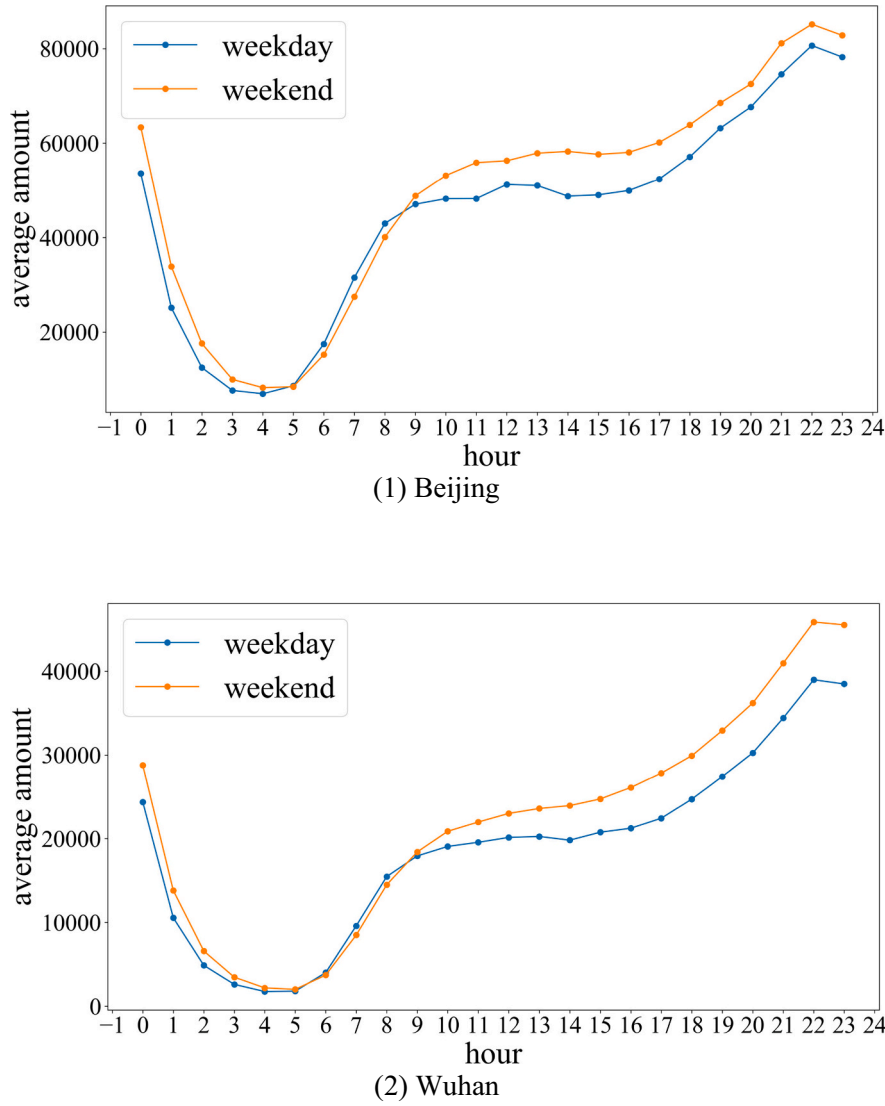 weekday
weekend
average amount
80000
60000
40000
20000
−1 0 1 2 3 4 5 6 7 8 9 10 11 12 13 14 15 16 17 18 19 20 21 22 23 24
hour
(1) Beijing
weekday
weekend
average amount
40000
30000
20000
10000
0
−1 0 1 2 3 4 5 6 7 8 9 10 11 12 13 14 15 16 17 18 19 20 21 22 23 24
hour
(2) Wuhan